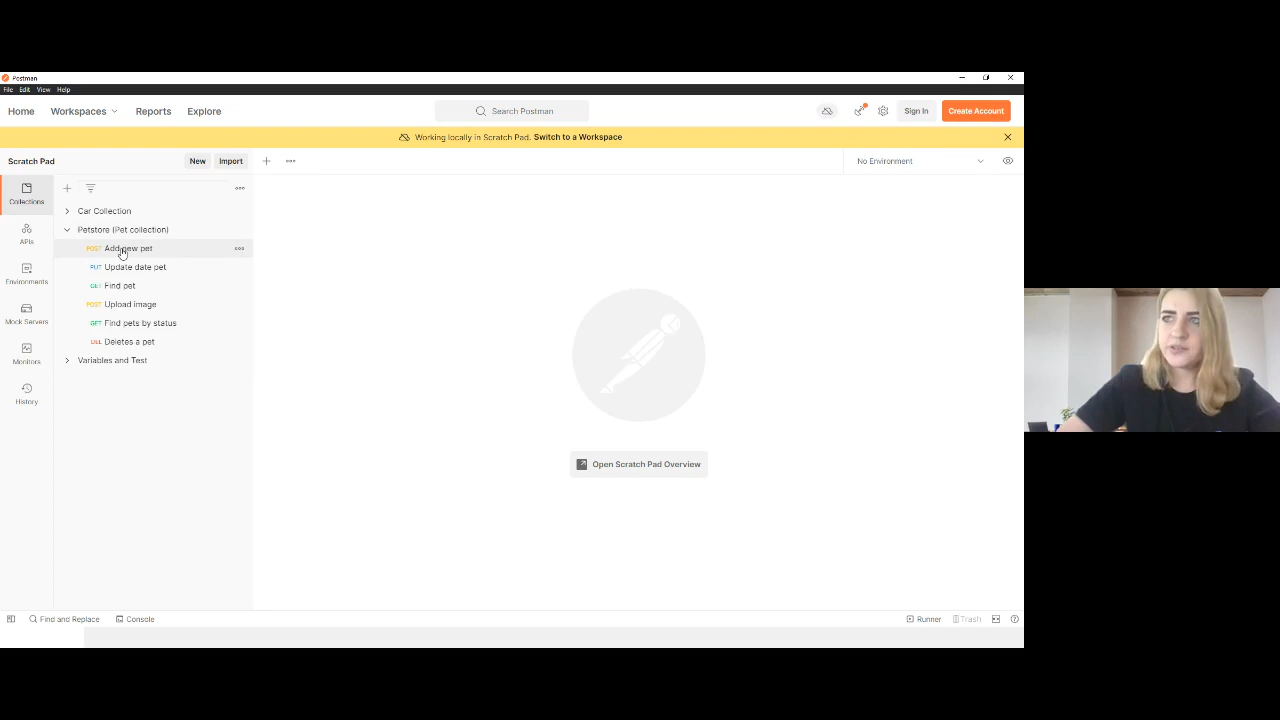 Postman
File Edit View Help
Home Workspaces Reports Explore Search Postman Sign In Create Account
Working locally in Scratch Pad. Switch to a Workspace
Scratch Pad New Import No Environment
Collections
APIs
Environments
Mock Servers
Monitors
History
Car Collection
Petstore (Pet collection)
POST Add new pet
PUT Update date pet
GET Find pet
POST Upload image
GET Find pets by status
DEL Deletes a pet
Variables and Test
Open Scratch Pad Overview
Find and Replace Console Runner Trash